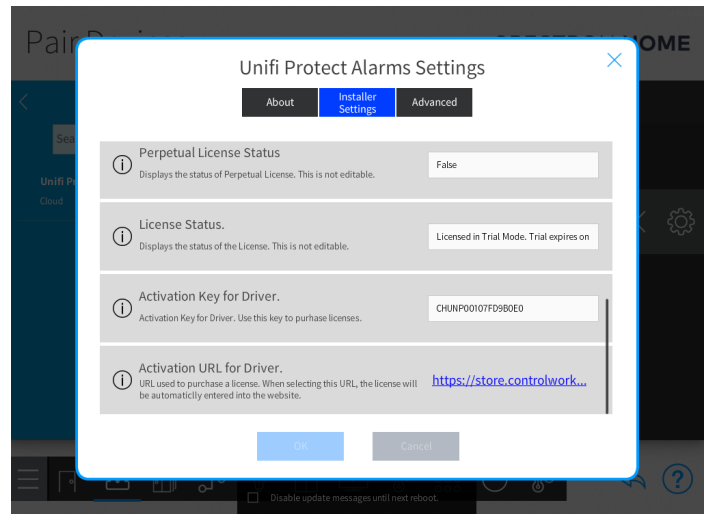 Pair
HOME
Unifi Protect Alarms Settings
About
Installer
Settings
Advanced
Sea
Unifi Pr
Cloud
Perpetual License Status
Displays the status of Perpetual License. This is not editable.
False
License Status.
Displays the status of the License. This is not editable.
Licensed in Trial Mode. Trial expires on
Activation Key for Driver.
Activation Key for Driver. Use this key to purhase licenses.
CHUNP00107FD9B0E0
Activation URL for Driver.
URL used to purchase a license. When selecting this URL, the license will
be automaticlly entered into the website.
https://store.controlwork...
OK
Cancel
Disable update messages until next reboot.
?